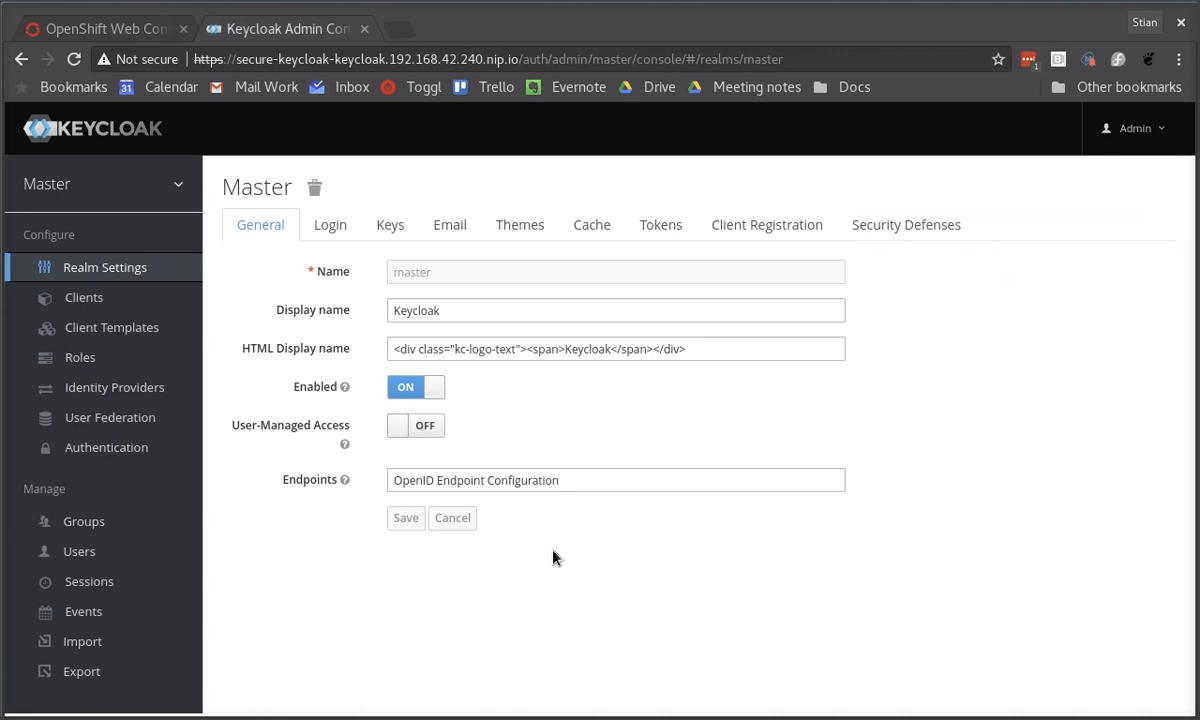 OpenShift Web Con
Keycloak Admin Con
Stian
Not secure https://secure-keycloak-keycloak.192.168.42.240.nip.io/auth/admin/master/console/#/realms/master
1
Bookmarks 31 Calendar Mail Work Inbox Toggl Trello Evernote Drive Meeting notes Docs Other bookmarks
KEYCLOAK
Admin
Master
Configure
Realm Settings
Clients
Client Templates
Roles
Identity Providers
User Federation
Authentication
Manage
Groups
Users
Sessions
Events
Import
Export
Master
General Login Keys Email Themes Cache Tokens Client Registration Security Defenses
* Name master
Display name Keycloak
HTML Display name <div class="kc-logo-text"><span>Keycloak</span></div>
Enabled ON
User-Managed Access OFF
Endpoints OpenID Endpoint Configuration
Save Cancel